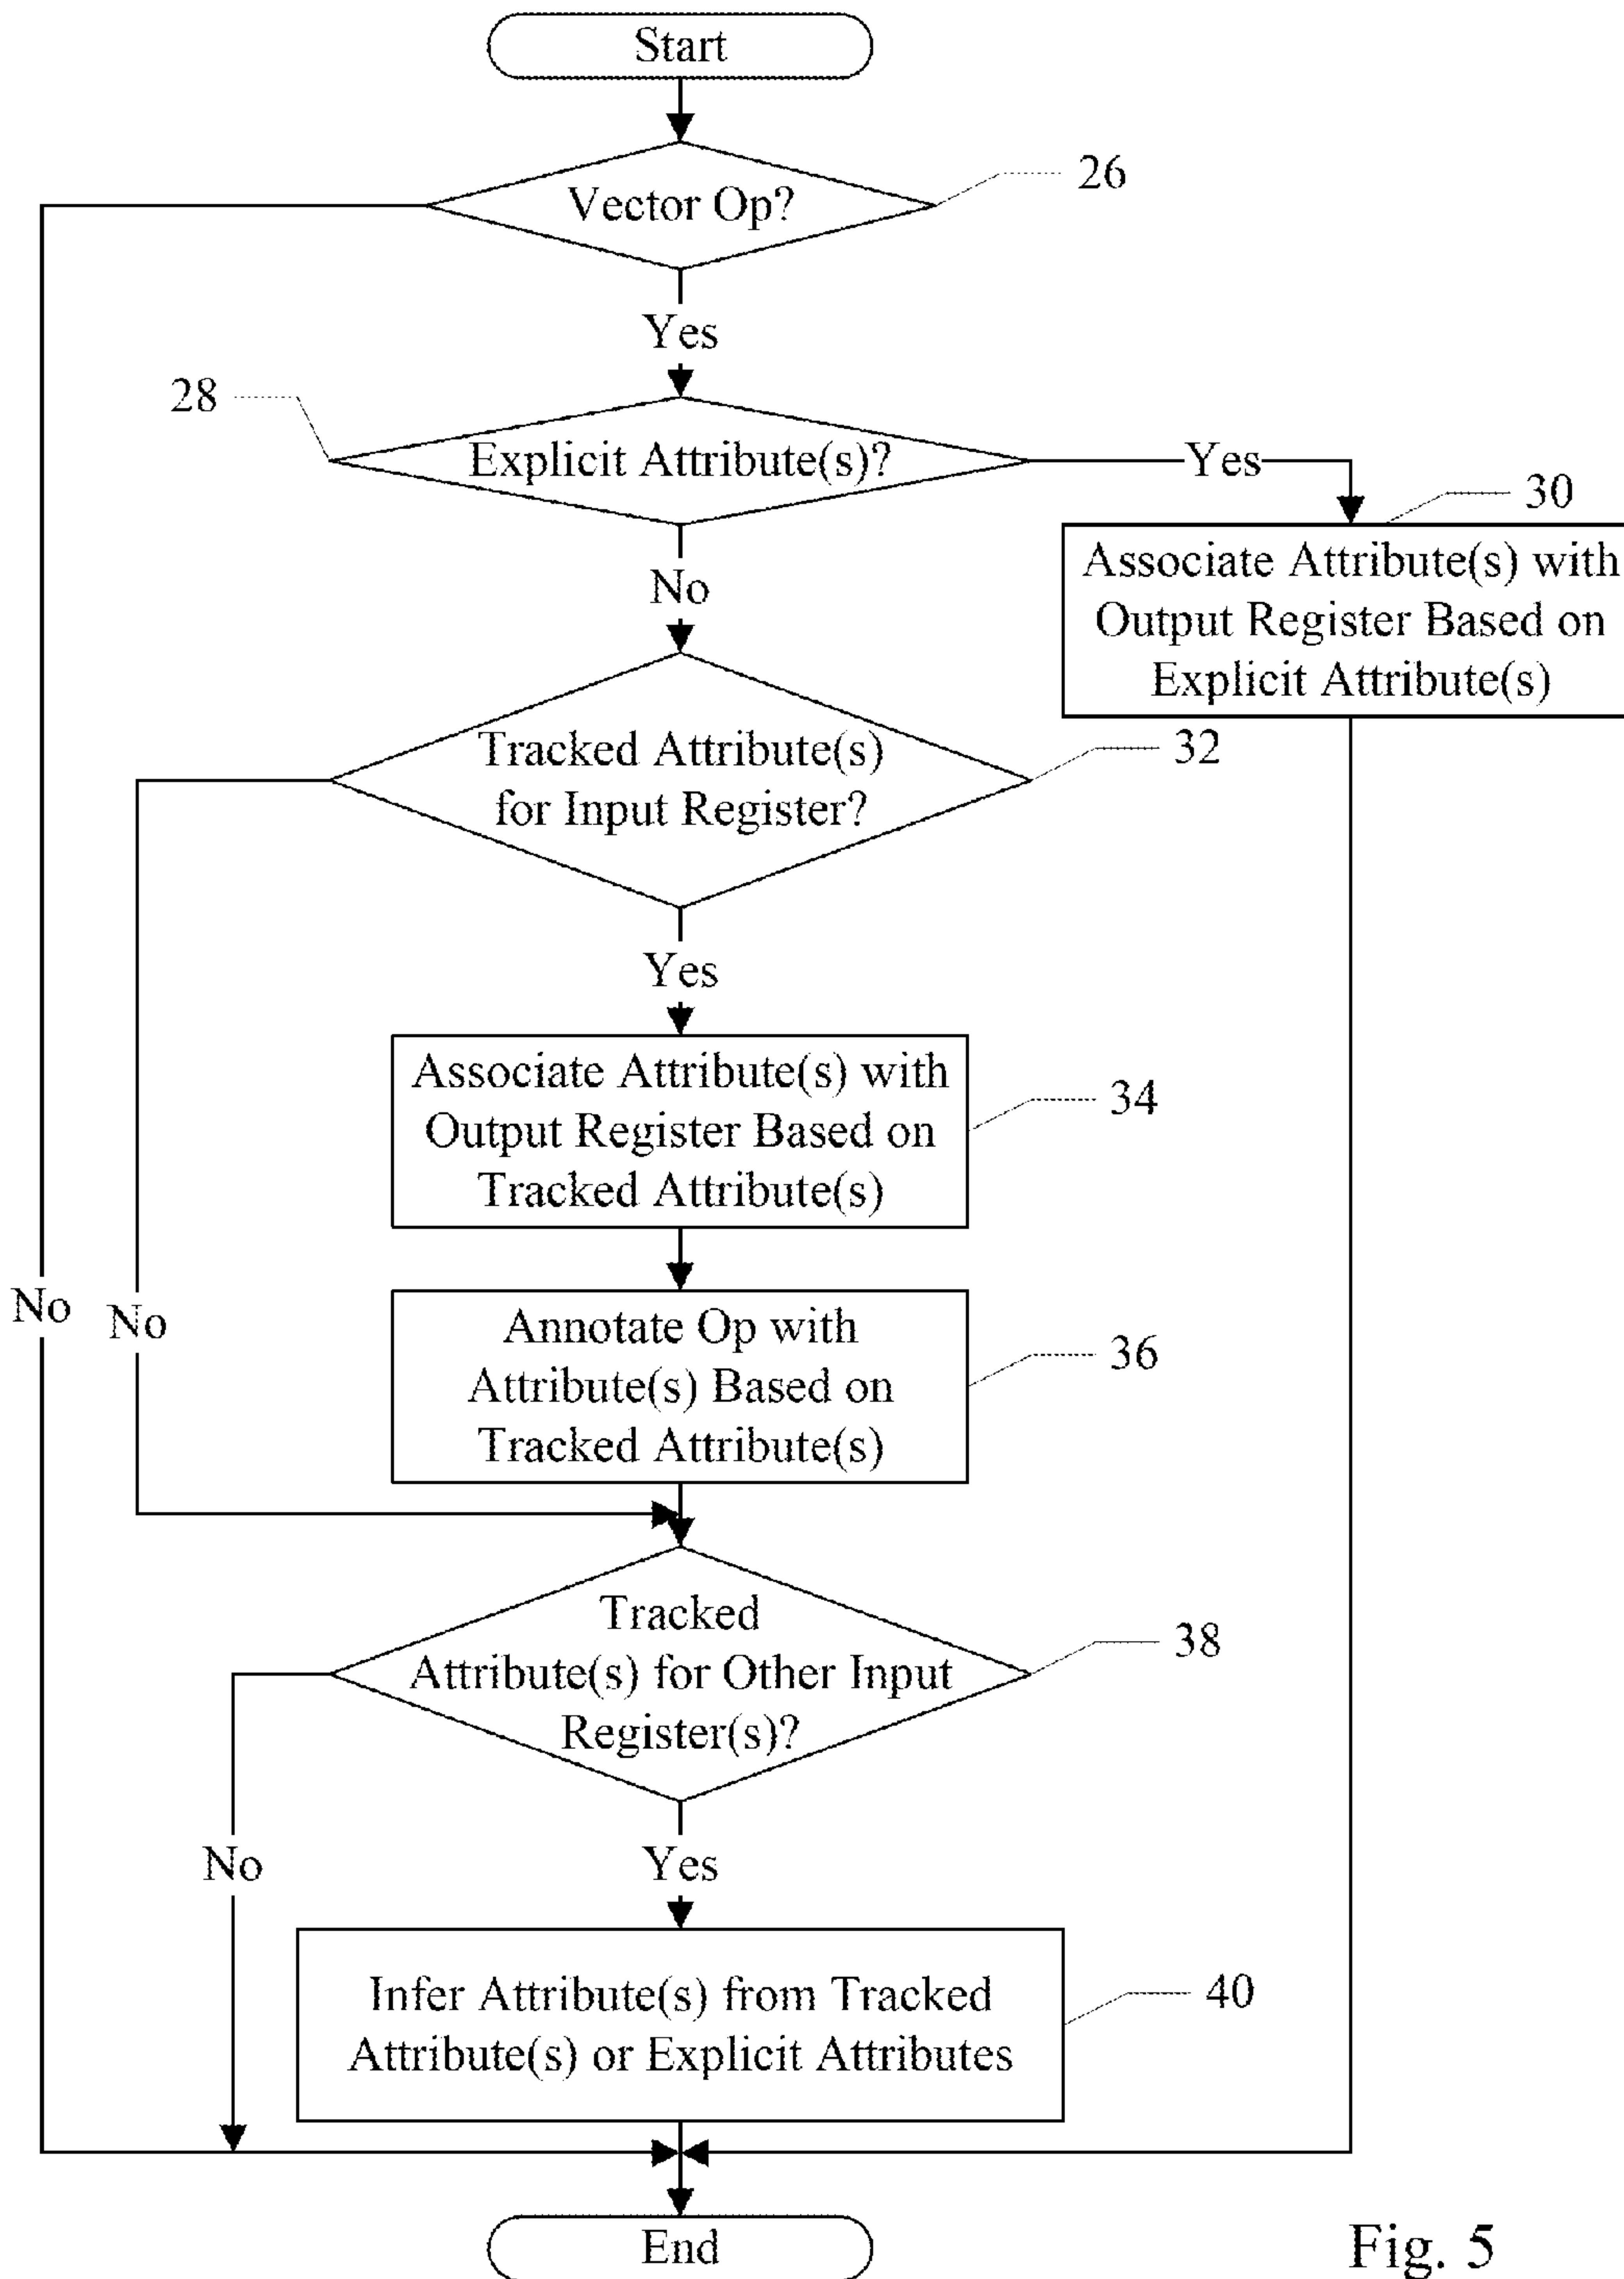 Start
Vector Op?
26
Yes
28
Explicit Attribute(s)?
Yes
30
Associate Attribute(s) with
Output Register Based on
Explicit Attribute(s)
No
Tracked Attribute(s)
for Input Register?
32
Yes
Associate Attribute(s) with
Output Register Based on
Tracked Attribute(s)
34
No
No
Annotate Op with
Attribute(s) Based on
Tracked Attribute(s)
36
Tracked
Attribute(s) for Other Input
Register(s)?
38
No
Yes
Infer Attribute(s) from Tracked
Attribute(s) or Explicit Attributes
40
End
Fig. 5